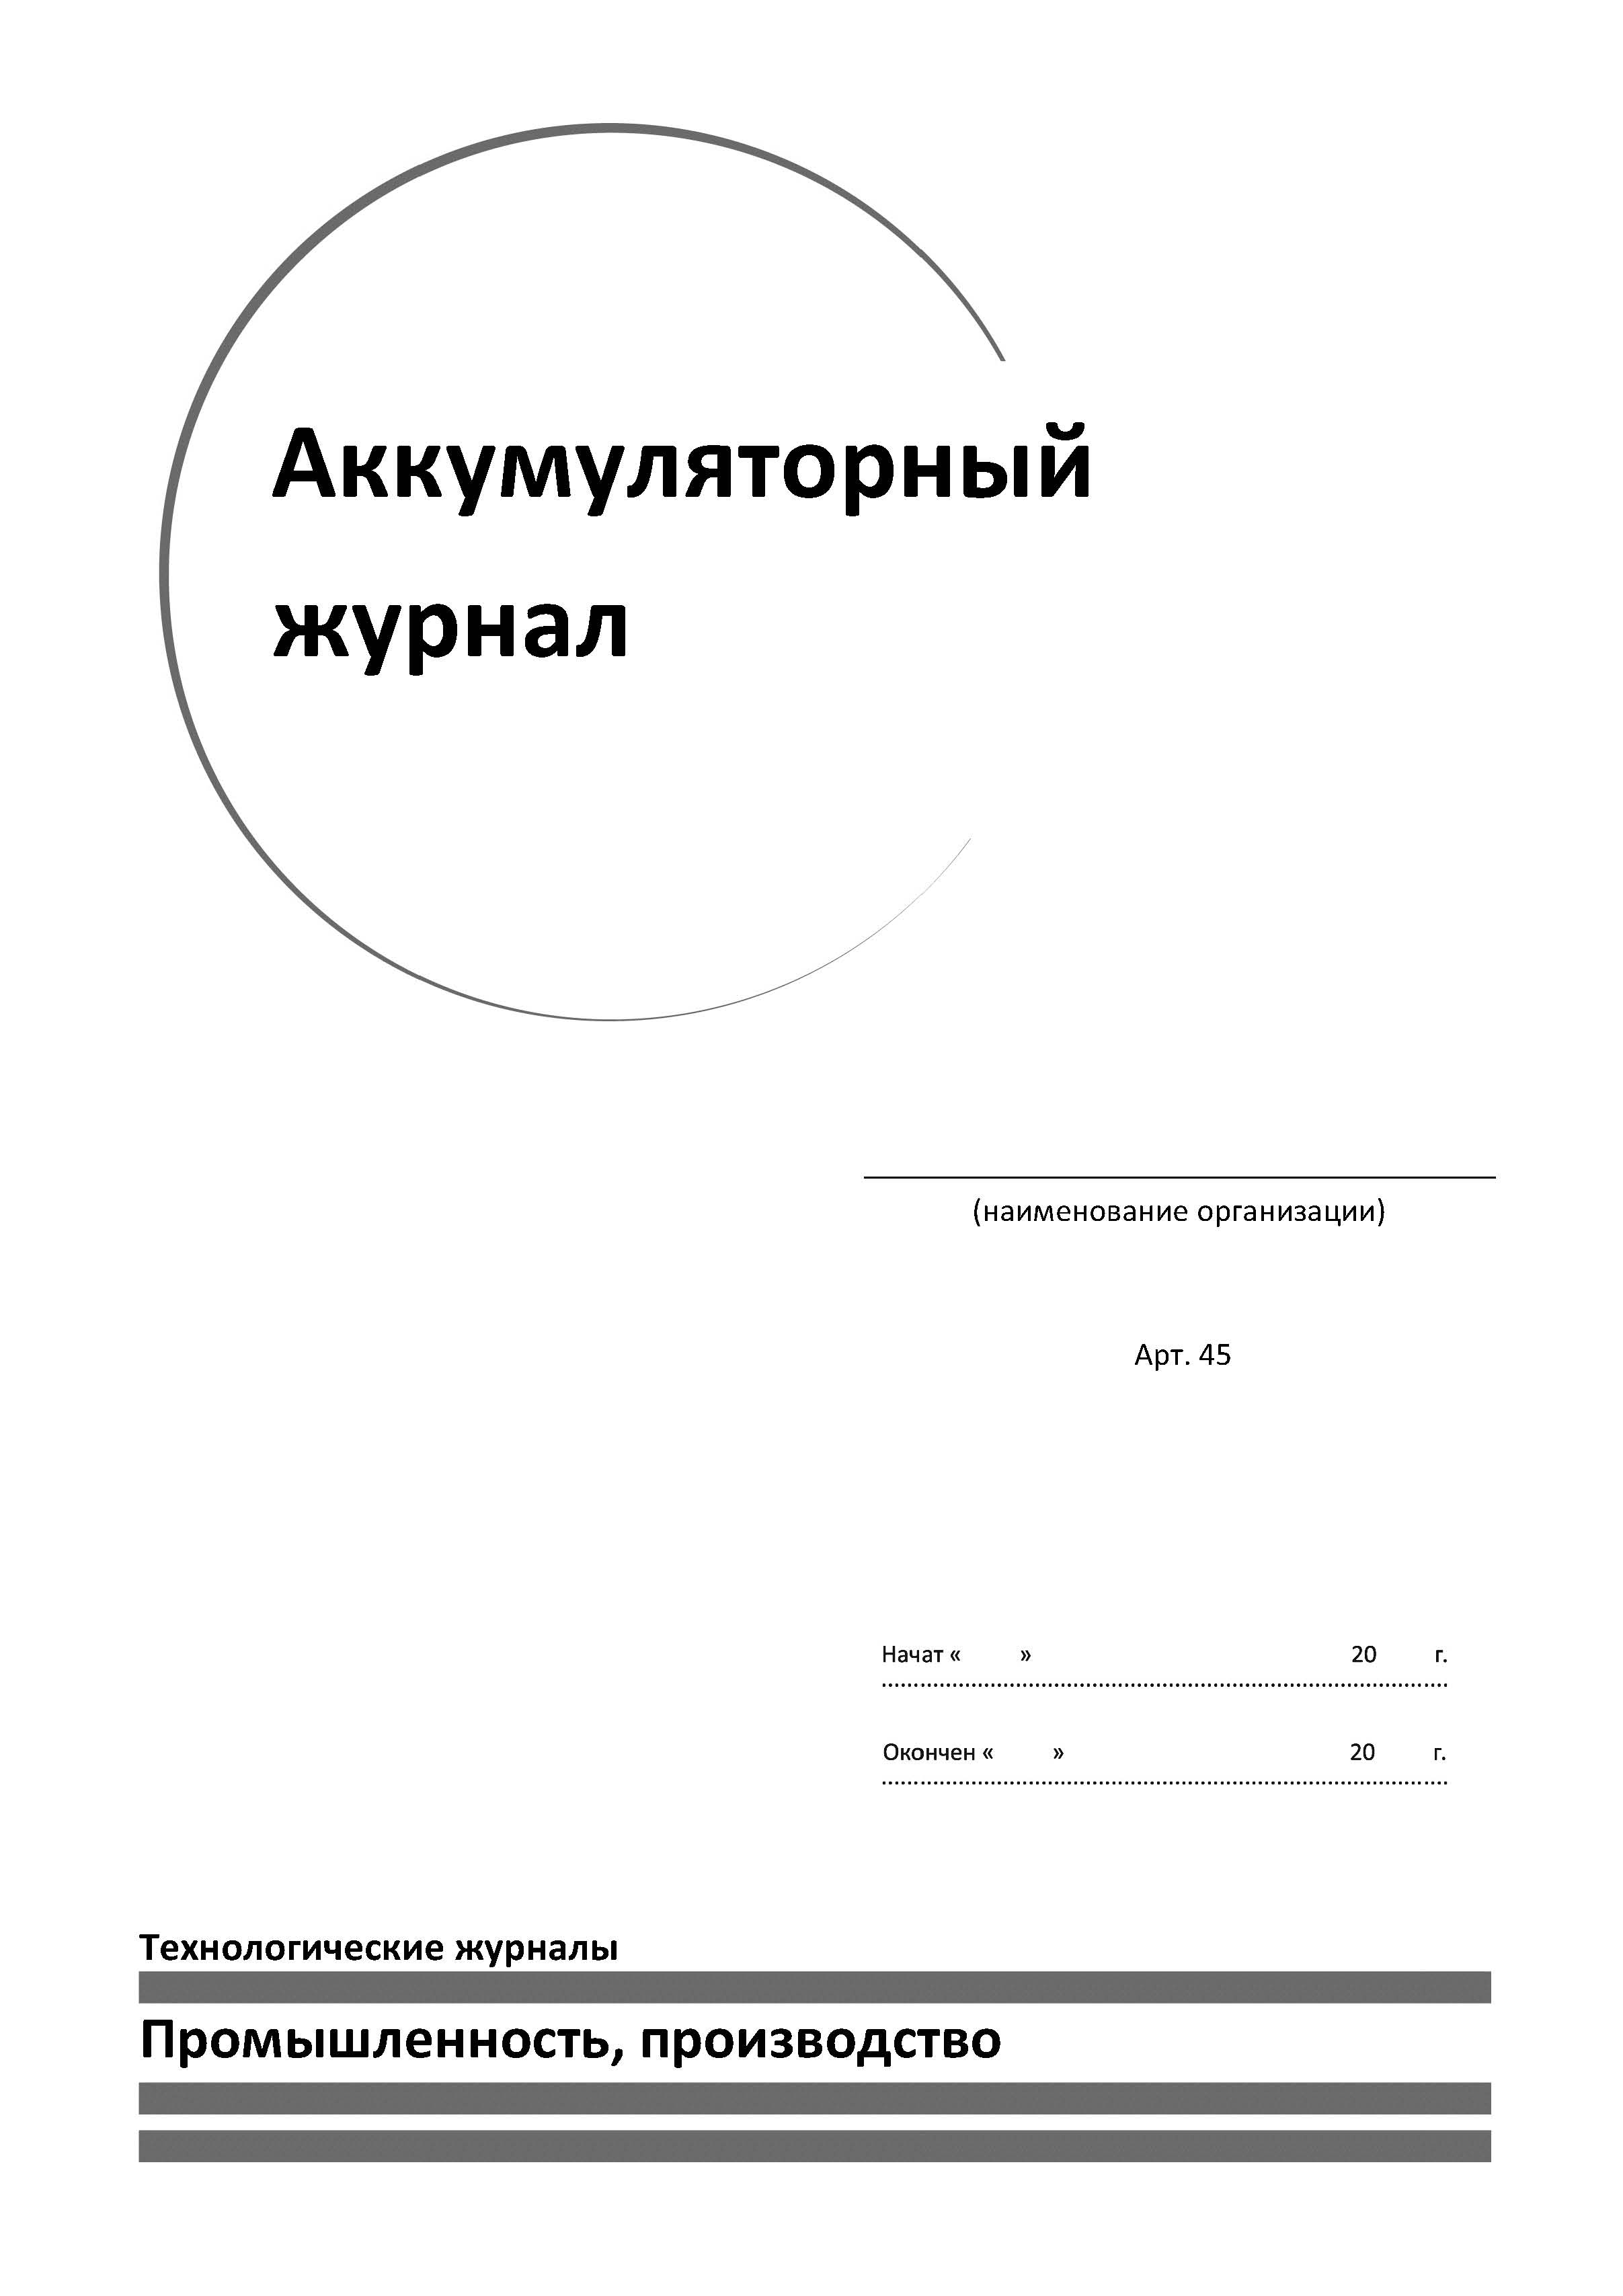 Аккумуляторный
журнал
(наименование организации)
Арт. 45
Начат « » 20 г.
Окончен « » 20 г.
Технологические журналы
Промышленность, производство